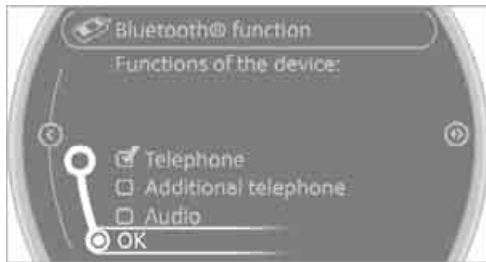 Bluetooth® function
Functions of the device:
Telephone
Additional telephone
Audio
OK